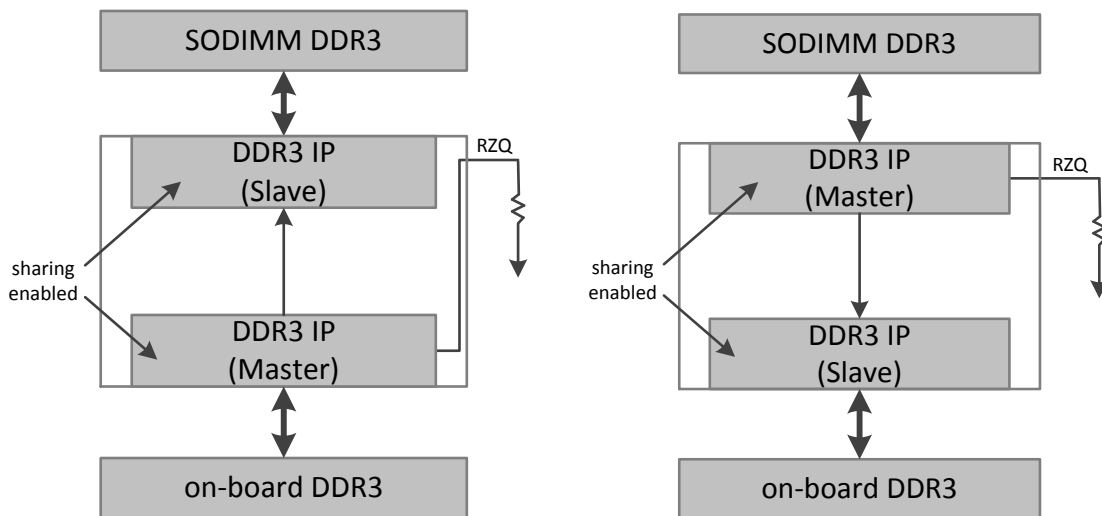 SODIMM DDR3
DDR3 IP
(Slave)
RZQ
sharing
enabled
DDR3 IP
(Master)
on-board DDR3
SODIMM DDR3
DDR3 IP
(Master)
RZQ
sharing
enabled
DDR3 IP
(Slave)
on-board DDR3